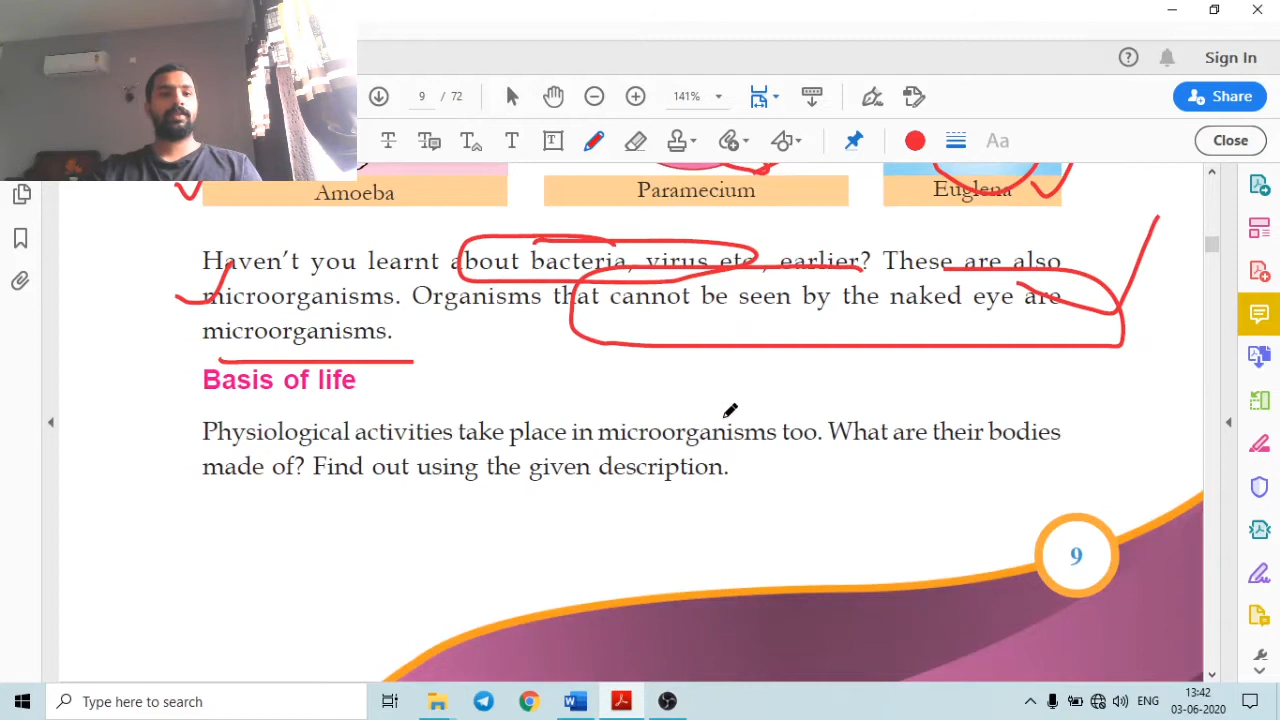 Sign In
9 / 72
141%
Share
Aa
Close
Amoeba
Paramecium
Euglena
Haven't you learnt about bacteria, virus etc., earlier? These are also
microorganisms. Organisms that cannot be seen by the naked eye are
microorganisms.
Basis of life
Physiological activities take place in microorganisms too. What are their bodies
made of? Find out using the given description.
9
Type here to search
ENG
13:42
03-06-2020